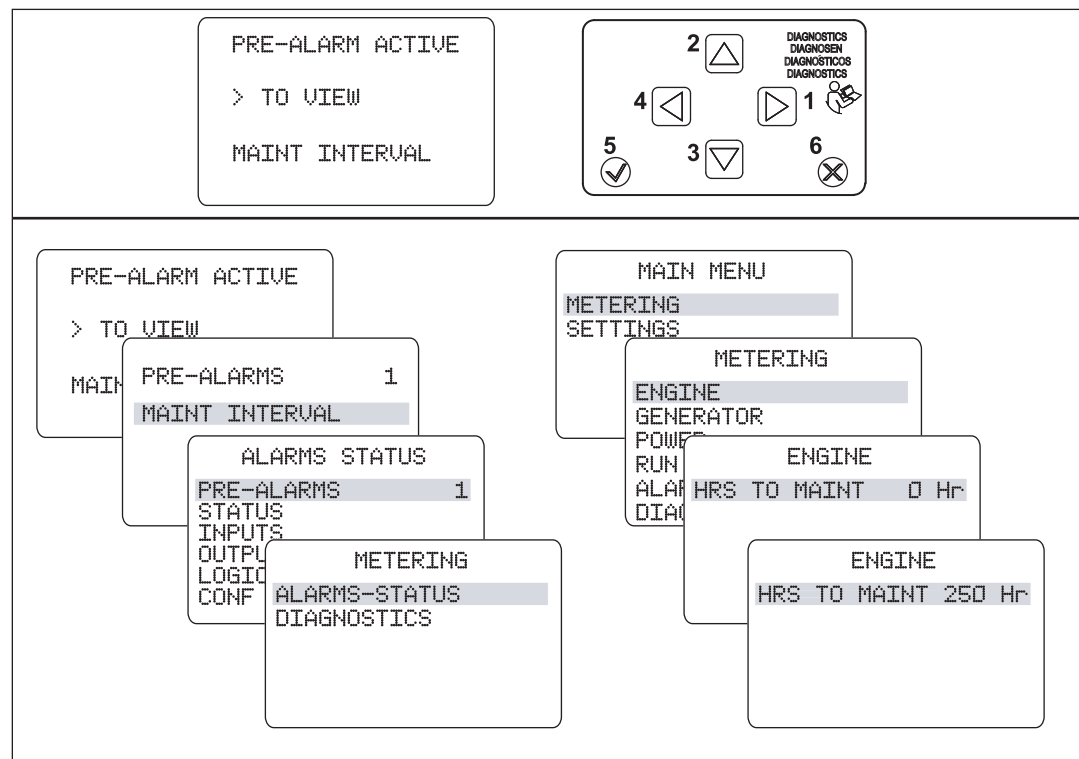 PRE-ALARM ACTIVE
> TO VIEW
MAINT INTERVAL
2
DIAGNOSTICS
DIAGNOSEN
DIAGNÓSTICOS
DIAGNOSTICS
4
1
5
3
6
PRE-ALARM ACTIVE
> TO VIEW
MAIN
PRE-ALARMS 1
MAINT INTERVAL
ALARMS STATUS
PRE-ALARMS 1
STATUS
INPUTS
OUTPU
LOGIC
CONF
METERING
ALARMS-STATUS
DIAGNOSTICS
MAIN MENU
METERING
SETTINGS
METERING
ENGINE
GENERATOR
POWER
RUN
ALAR
DIAG
ENGINE
HRS TO MAINT 0 Hr
ENGINE
HRS TO MAINT 250 Hr